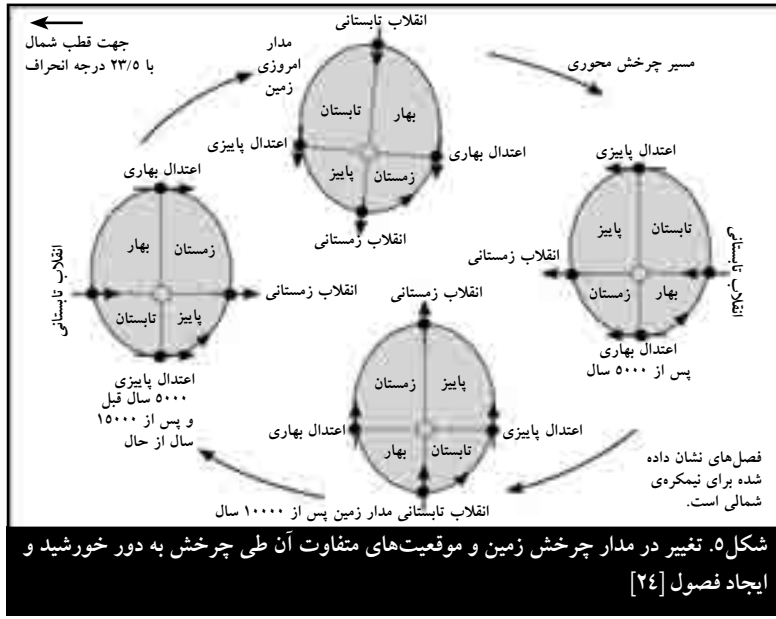 جهت قطب شمال
با ۲۳/۵ درجه انحراف
مدار
امروزی
زمین
انقلاب تابستانی
تابستان
بهار
پاییز
زمستان
اعتدال پاییزی
اعتدال بهاری
انقلاب زمستانی
مسیر چرخش محوری
اعتدال پاییزی
پاییز
تابستان
زمستان
بهار
انقلاب زمستانی
انقلاب تابستانی
اعتدال بهاری
پس از ۵۰۰۰ سال
اعتدال بهاری
بهار
زمستان
تابستان
پاییز
انقلاب تابستانی
انقلاب زمستانی
اعتدال پاییزی
۵۰۰۰ سال قبل
و پس از ۱۵۰۰۰
سال از حال
انقلاب زمستانی
زمستان
پاییز
بهار
تابستان
اعتدال بهاری
اعتدال پاییزی
انقلاب تابستانی مدار زمین پس از ۱۰۰۰۰ سال
فصل‌های نشان داده
شده برای نیمکره‌ی
شمالی است.
شکل۵. تغییر در مدار چرخش زمین و موقعیت‌های متفاوت آن طی چرخش به دور خورشید و
ایجاد فصول [۲۴]